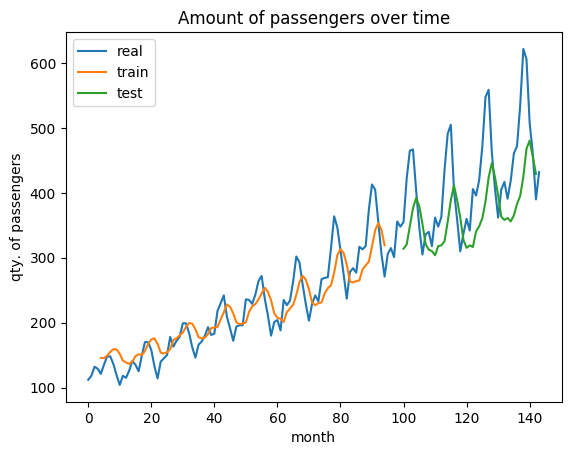 Amount of passengers over time
real
train
test
qty. of passengers
600
500
400
300
200
100
0 20 40 60 80 100 120 140
month